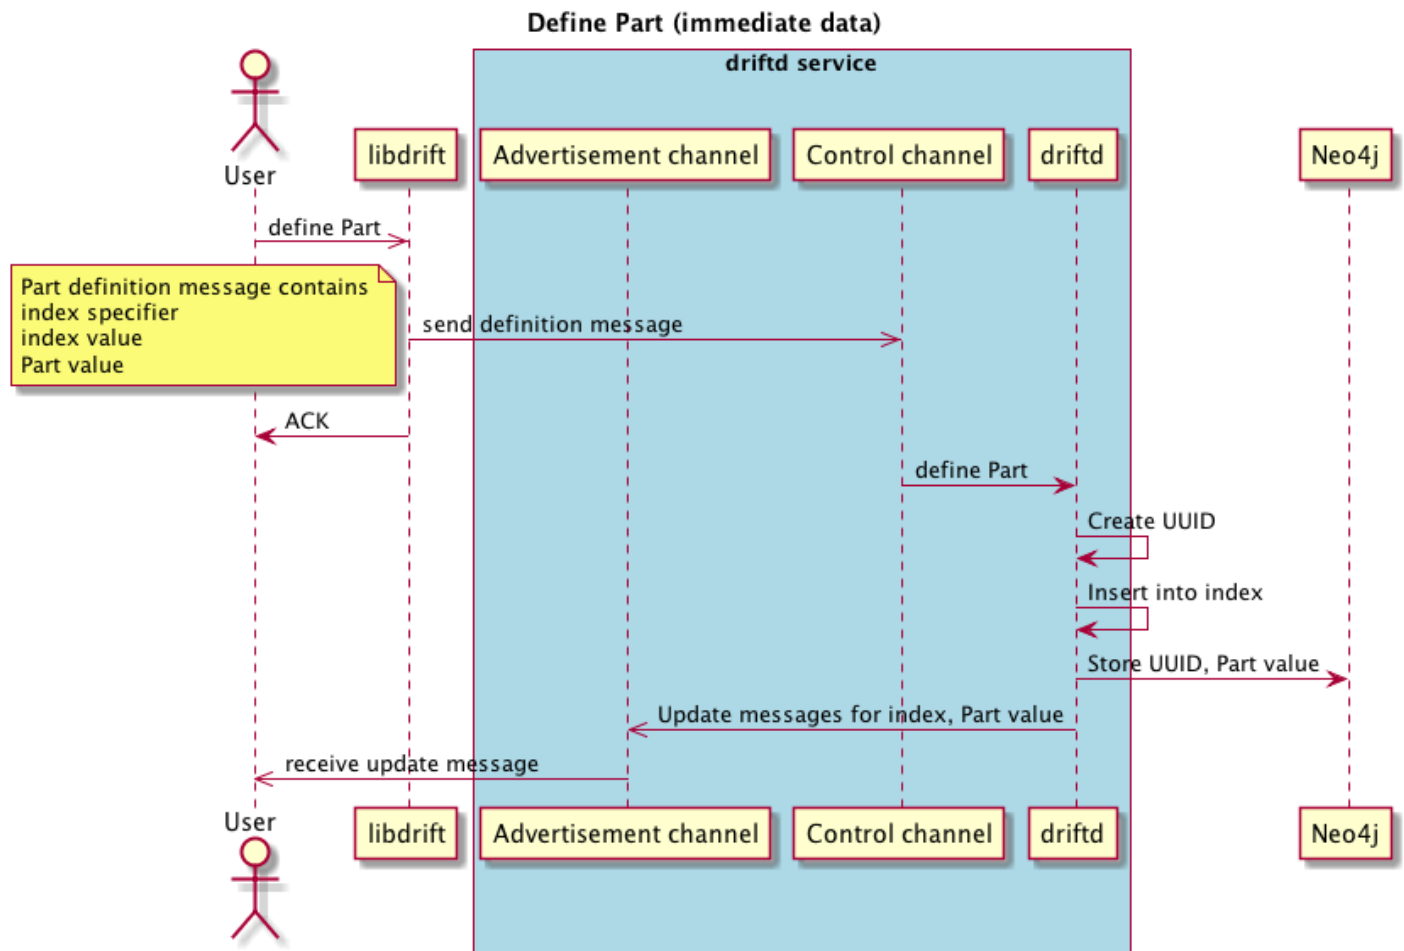 Define Part (immediate data)
driftd service
User
libdrift
Advertisement channel
Control channel
driftd
Neo4j
define Part
Part definition message contains
index specifier
index value
Part value
send definition message
ACK
define Part
Create UUID
Insert into index
Store UUID, Part value
Update messages for index, Part value
receive update message
User
libdrift
Advertisement channel
Control channel
driftd
Neo4j